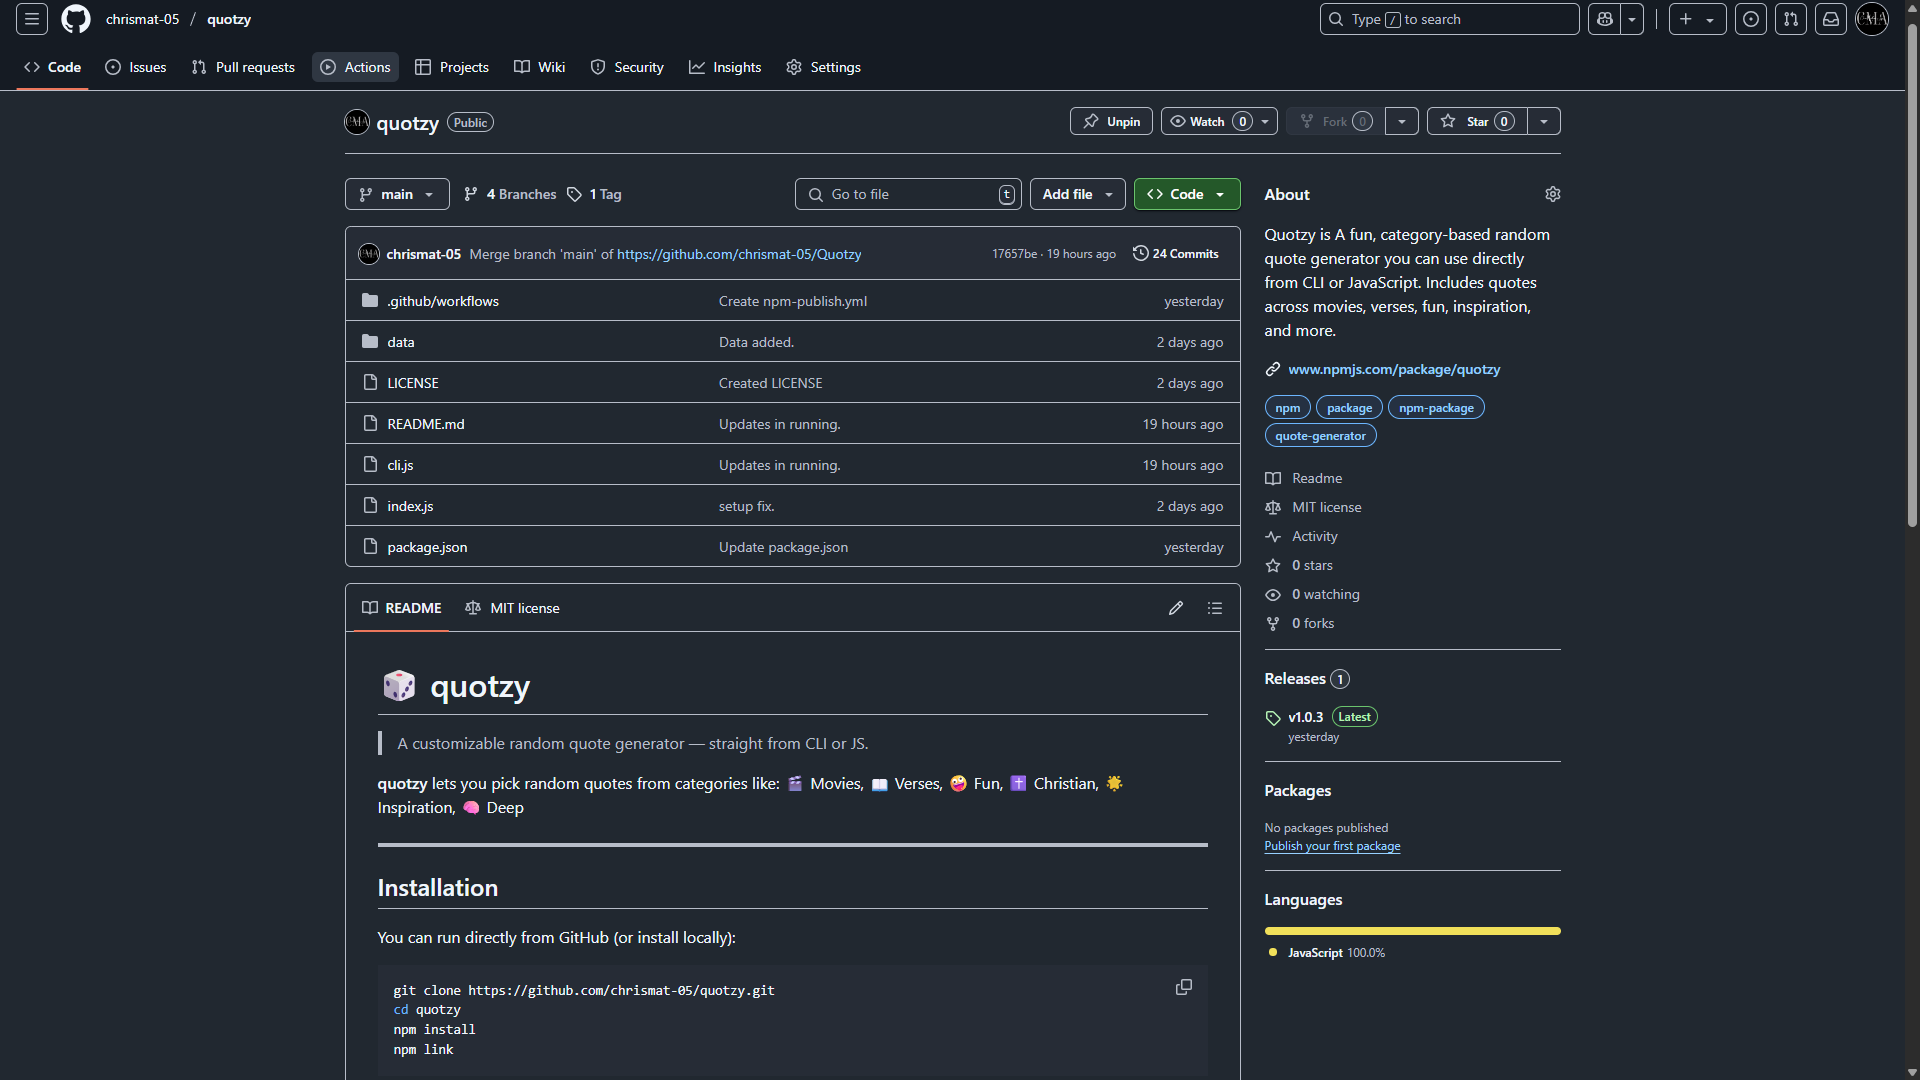 chrismat-05 / quotzy
Type / to search
Code
Issues
Pull requests
Actions
Projects
Wiki
Security
Insights
Settings
quotzy Public
Unpin
Watch 0
Fork 0
Star 0
main
4 Branches
1 Tag
Go to file t
Add file
Code
chrismat-05 Merge branch 'main' of https://github.com/chrismat-05/Quotzy 17657be · 19 hours ago 24 Commits
.github/workflows Create npm-publish.yml yesterday
data Data added. 2 days ago
LICENSE Created LICENSE 2 days ago
README.md Updates in running. 19 hours ago
cli.js Updates in running. 19 hours ago
index.js setup fix. 2 days ago
package.json Update package.json yesterday
README MIT license
🎲 quotzy
A customizable random quote generator — straight from CLI or JS.
quotzy lets you pick random quotes from categories like: 🎬 Movies, 📖 Verses, 🤪 Fun, ✝️ Christian, 🌟
Inspiration, 🧠 Deep
Installation
You can run directly from GitHub (or install locally):
git clone https://github.com/chrismat-05/quotzy.git
cd quotzy
npm install
npm link
About
Quotzy is A fun, category-based random
quote generator you can use directly
from CLI or JavaScript. Includes quotes
across movies, verses, fun, inspiration,
and more.
www.npmjs.com/package/quotzy
npm package npm-package
quote-generator
Readme
MIT license
Activity
0 stars
0 watching
0 forks
Releases 1
v1.0.3 Latest
yesterday
Packages
No packages published
Publish your first package
Languages
JavaScript 100.0%